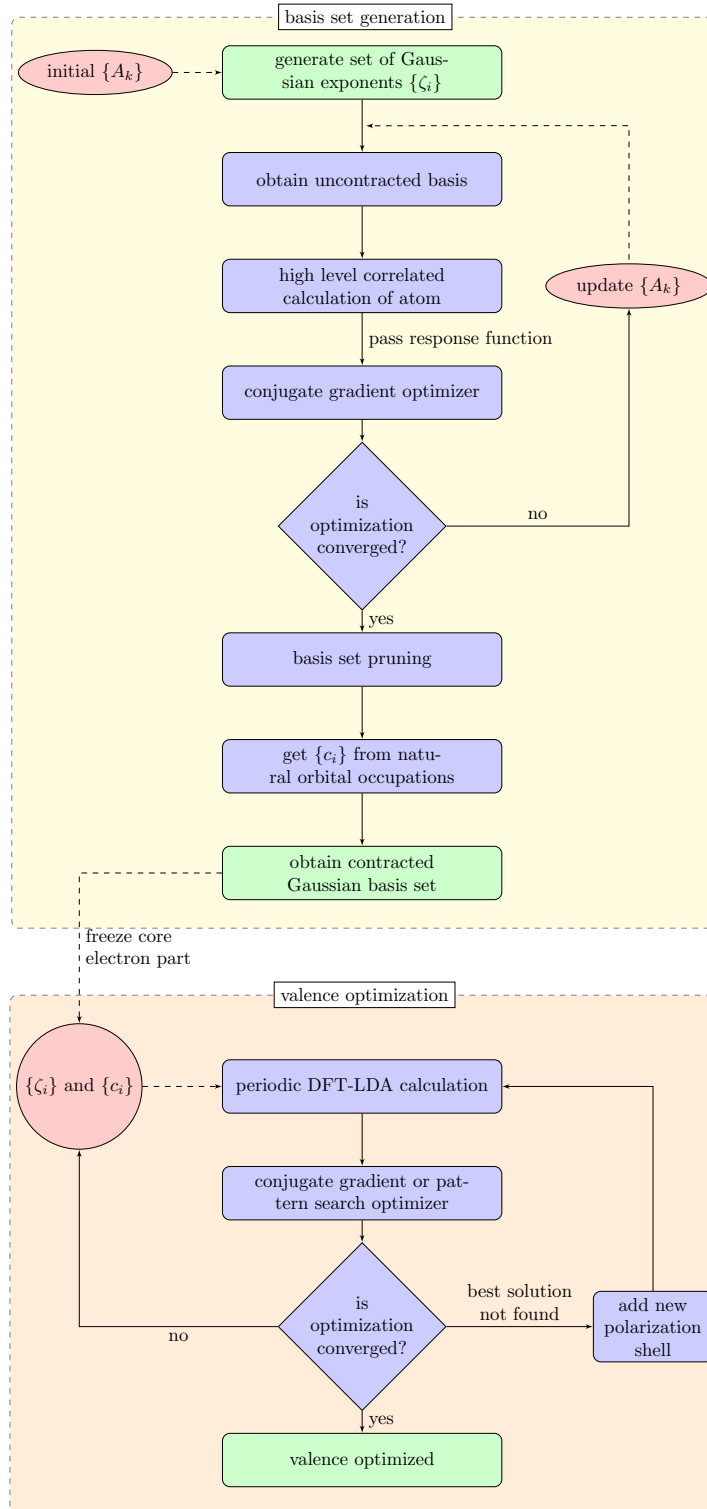 basis set generation
initial {A_k}
generate set of Gaus-
sian exponents {ζ_i}
obtain uncontracted basis
high level correlated
calculation of atom
update {A_k}
pass response function
conjugate gradient optimizer
is
optimization
converged?
no
yes
basis set pruning
get {c_i} from natu-
ral orbital occupations
obtain contracted
Gaussian basis set
freeze core
electron part
valence optimization
{ζ_i} and {c_i}
periodic DFT-LDA calculation
conjugate gradient or pat-
tern search optimizer
is
optimization
converged?
no
best solution
not found
add new
polarization
shell
yes
valence optimized